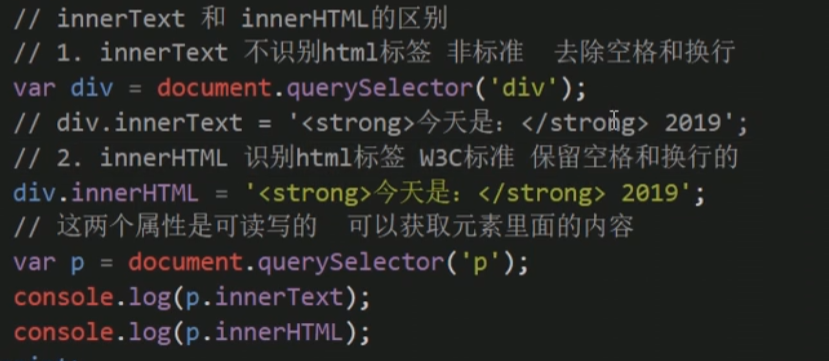 // innerText 和 innerHTML的区别
// 1. innerText 不识别html标签 非标准  去除空格和换行
var div = document.querySelector('div');
// div.innerText = '<strong>今天是：</strong> 2019';
// 2. innerHTML 识别html标签 W3C标准 保留空格和换行的
div.innerHTML = '<strong>今天是：</strong> 2019';
// 这两个属性是可读写的  可以获取元素里面的内容
var p = document.querySelector('p');
console.log(p.innerText);
console.log(p.innerHTML);